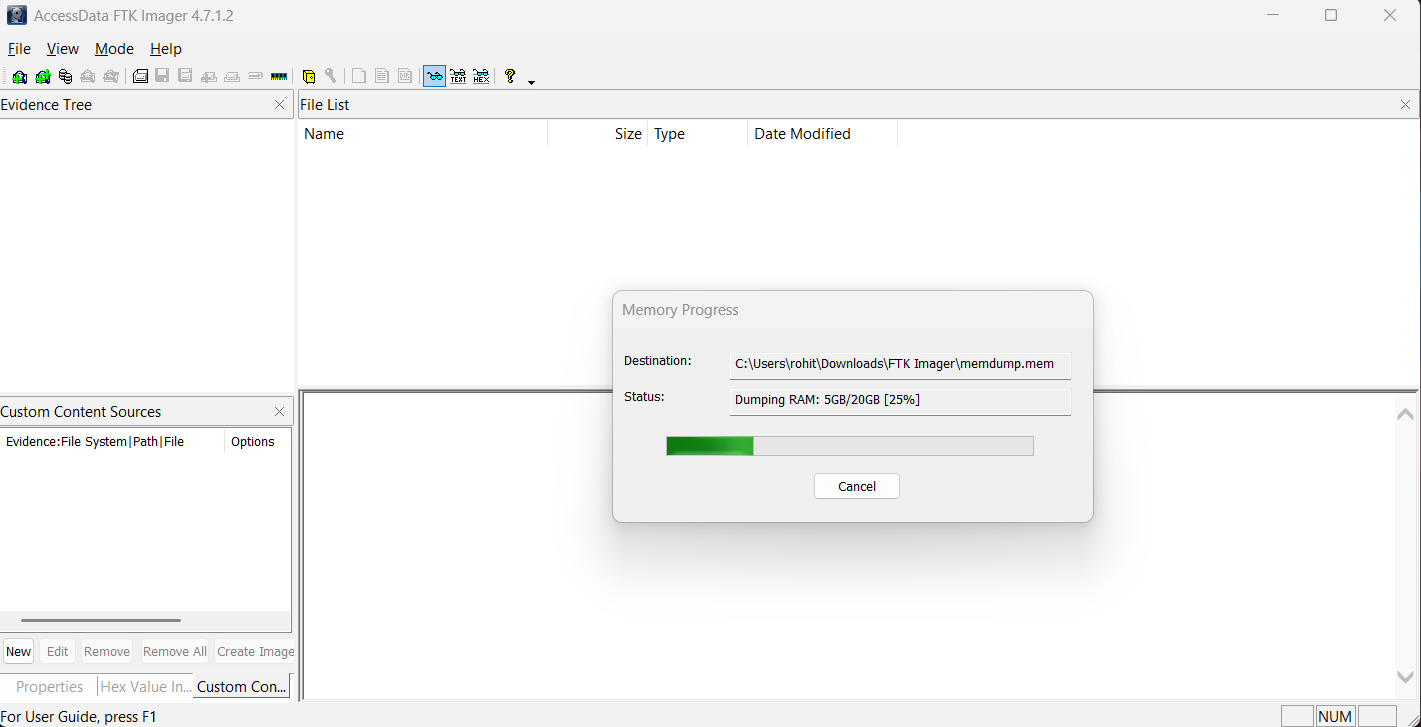 AccessData FTK Imager 4.7.1.2
File View Mode Help
TEXT HEX ?
Evidence Tree
File List
Name Size Type Date Modified
Memory Progress
Destination: C:\Users\rohit\Downloads\FTK Imager\memdump.mem
Status: Dumping RAM: 5GB/20GB [25%]
Cancel
Custom Content Sources
Evidence:File System|Path|File Options
New Edit Remove Remove All Create Image
Properties Hex Value In... Custom Con...
For User Guide, press F1 NUM